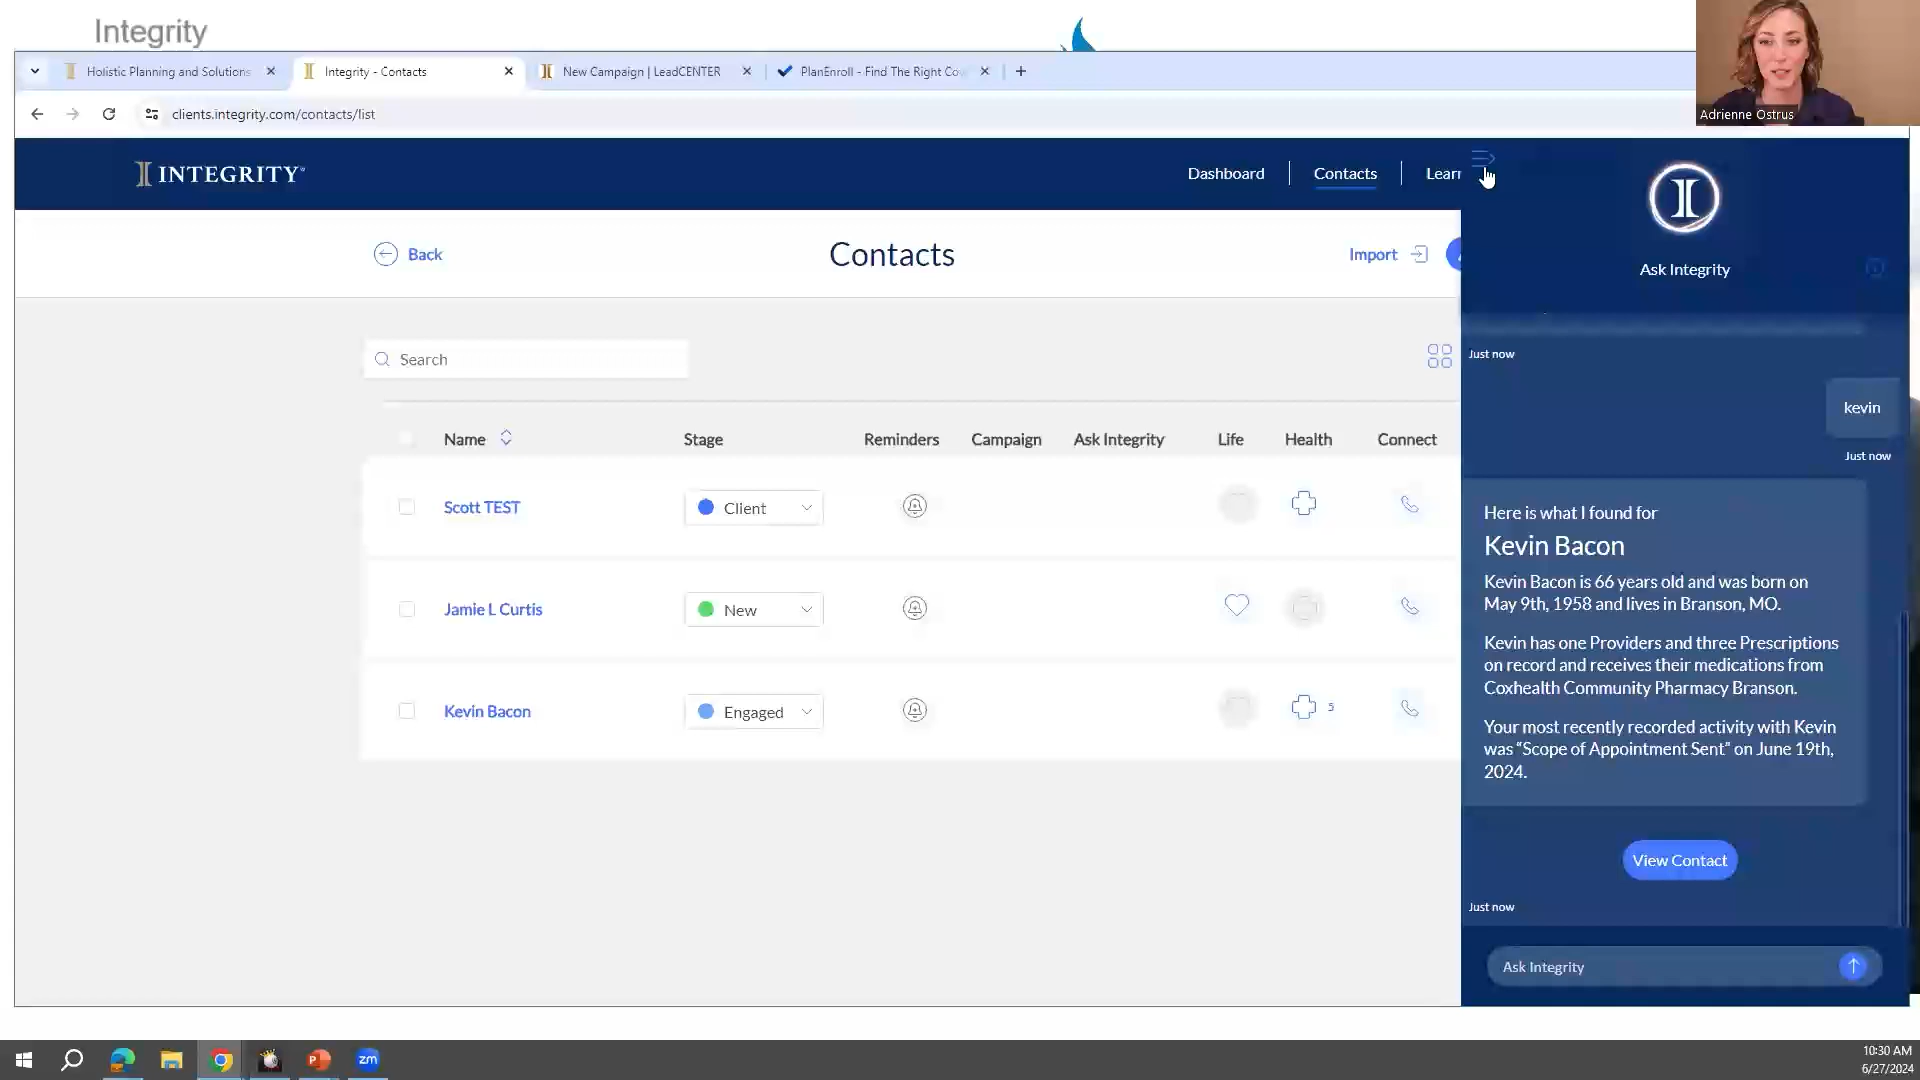 Integrity
Holistic Planning and Solutions
Integrity - Contacts
New Campaign | LeadCENTER
PlanEnroll - Find The Right Co
clients.integrity.com/contacts/list
Adrienne Ostrus
INTEGRITY
Dashboard
Contacts
Learn
Back
Contacts
Import
Ask Integrity
Search
Just now
kevin
Just now
Name
Stage
Reminders
Campaign
Ask Integrity
Life
Health
Connect
Scott TEST
Client
Jamie L Curtis
New
Kevin Bacon
Engaged
5
Here is what I found for
Kevin Bacon
Kevin Bacon is 66 years old and was born on
May 9th, 1958 and lives in Branson, MO.
Kevin has one Providers and three Prescriptions
on record and receives their medications from
Coxhealth Community Pharmacy Branson.
Your most recently recorded activity with Kevin
was “Scope of Appointment Sent” on June 19th,
2024.
View Contact
Just now
Ask Integrity
zm
10:30 AM
6/27/2024